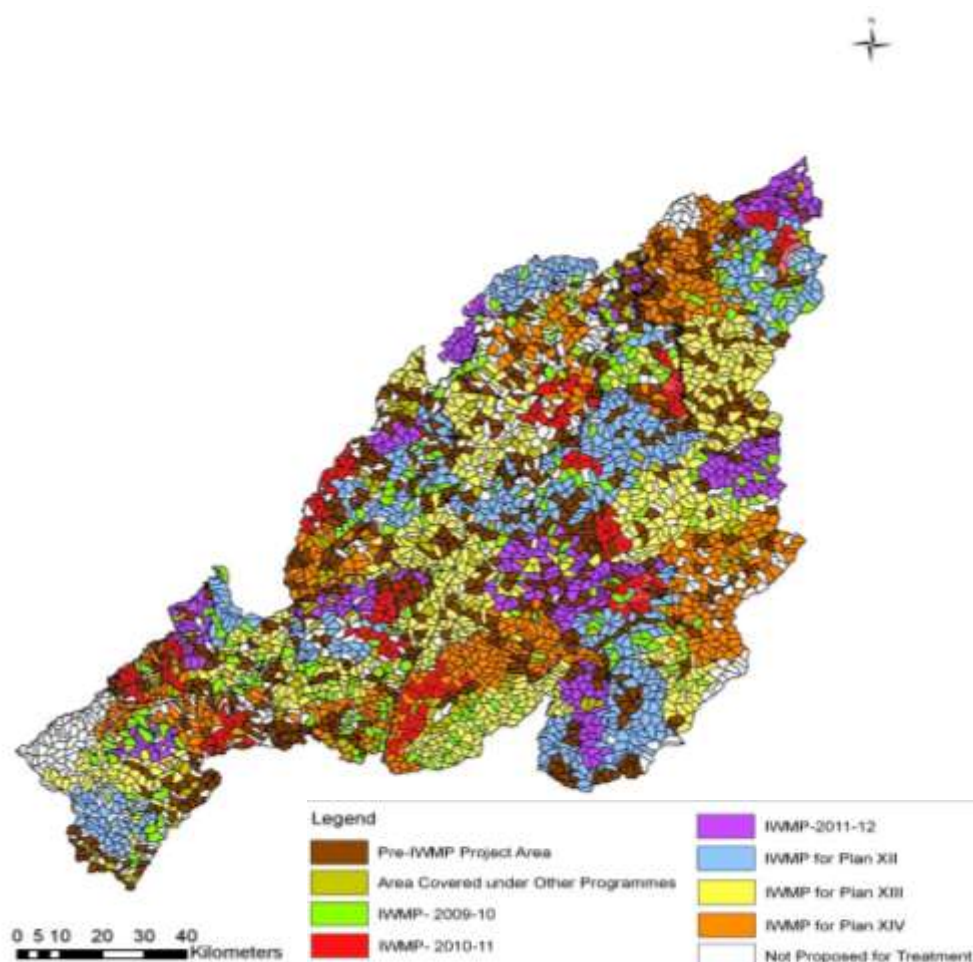 N
Legend
Pre-IWMP Project Area
Area Covered under Other Programmes
IWMP- 2009-10
IWMP- 2010-11
IWMP-2011-12
IWMP for Plan XII
IWMP for Plan XIII
IWMP for Plan XIV
Not Proposed for Treatment
0 5 10 20 30 40
Kilometers